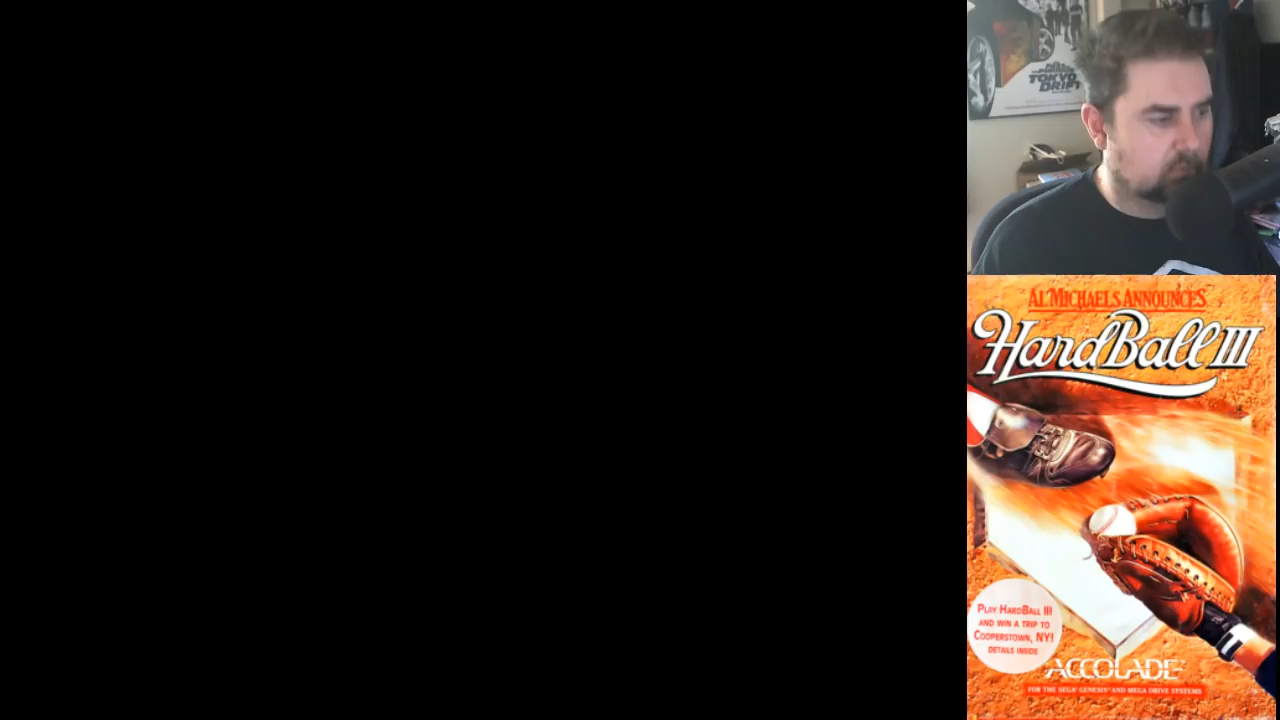 TOKYO
DRIFT
AL MICHAELS ANNOUNCES
HardBall III
PLAY HARDBALL III
AND WIN A TRIP TO
COOPERSTOWN, NY!
DETAILS INSIDE
ACCOLADE
FOR THE SEGA GENESIS AND MEGA DRIVE SYSTEMS